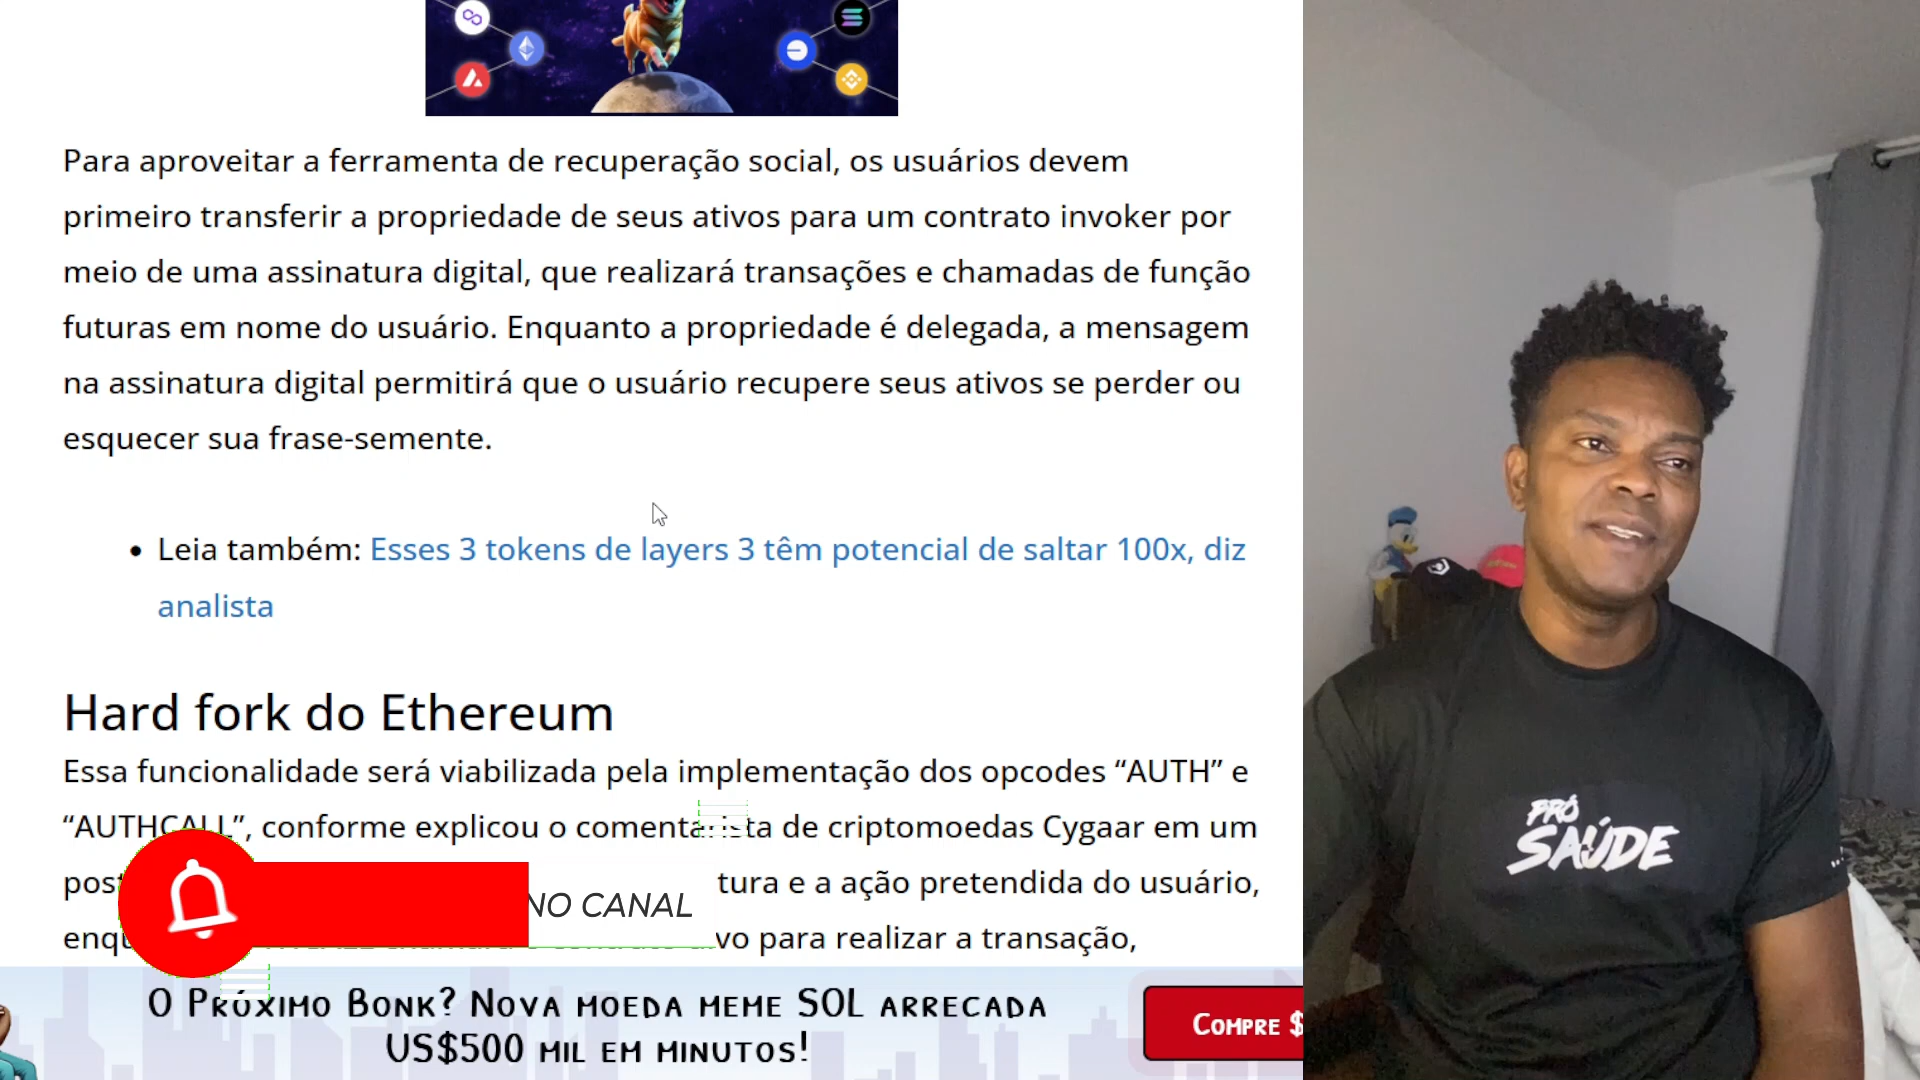 Para aproveitar a ferramenta de recuperação social, os usuários devem
primeiro transferir a propriedade de seus ativos para um contrato invoker por
meio de uma assinatura digital, que realizará transações e chamadas de função
futuras em nome do usuário. Enquanto a propriedade é delegada, a mensagem
na assinatura digital permitirá que o usuário recupere seus ativos se perder ou
esquecer sua frase-semente.
• Leia também: Esses 3 tokens de layers 3 têm potencial de saltar 100x, diz
analista
Hard fork do Ethereum
Essa funcionalidade será viabilizada pela implementação dos opcodes “AUTH” e
“AUTHCALL”, conforme explicou o comentarista de criptomoedas Cygaar em um
a ação pretendida do usuário,
para realizar a transação,
NO CANAL
O Próximo Bonk? Nova moeda meme SOL arrecada
US$500 mil em minutos!
Compre $
PRÓ
SAÚDE